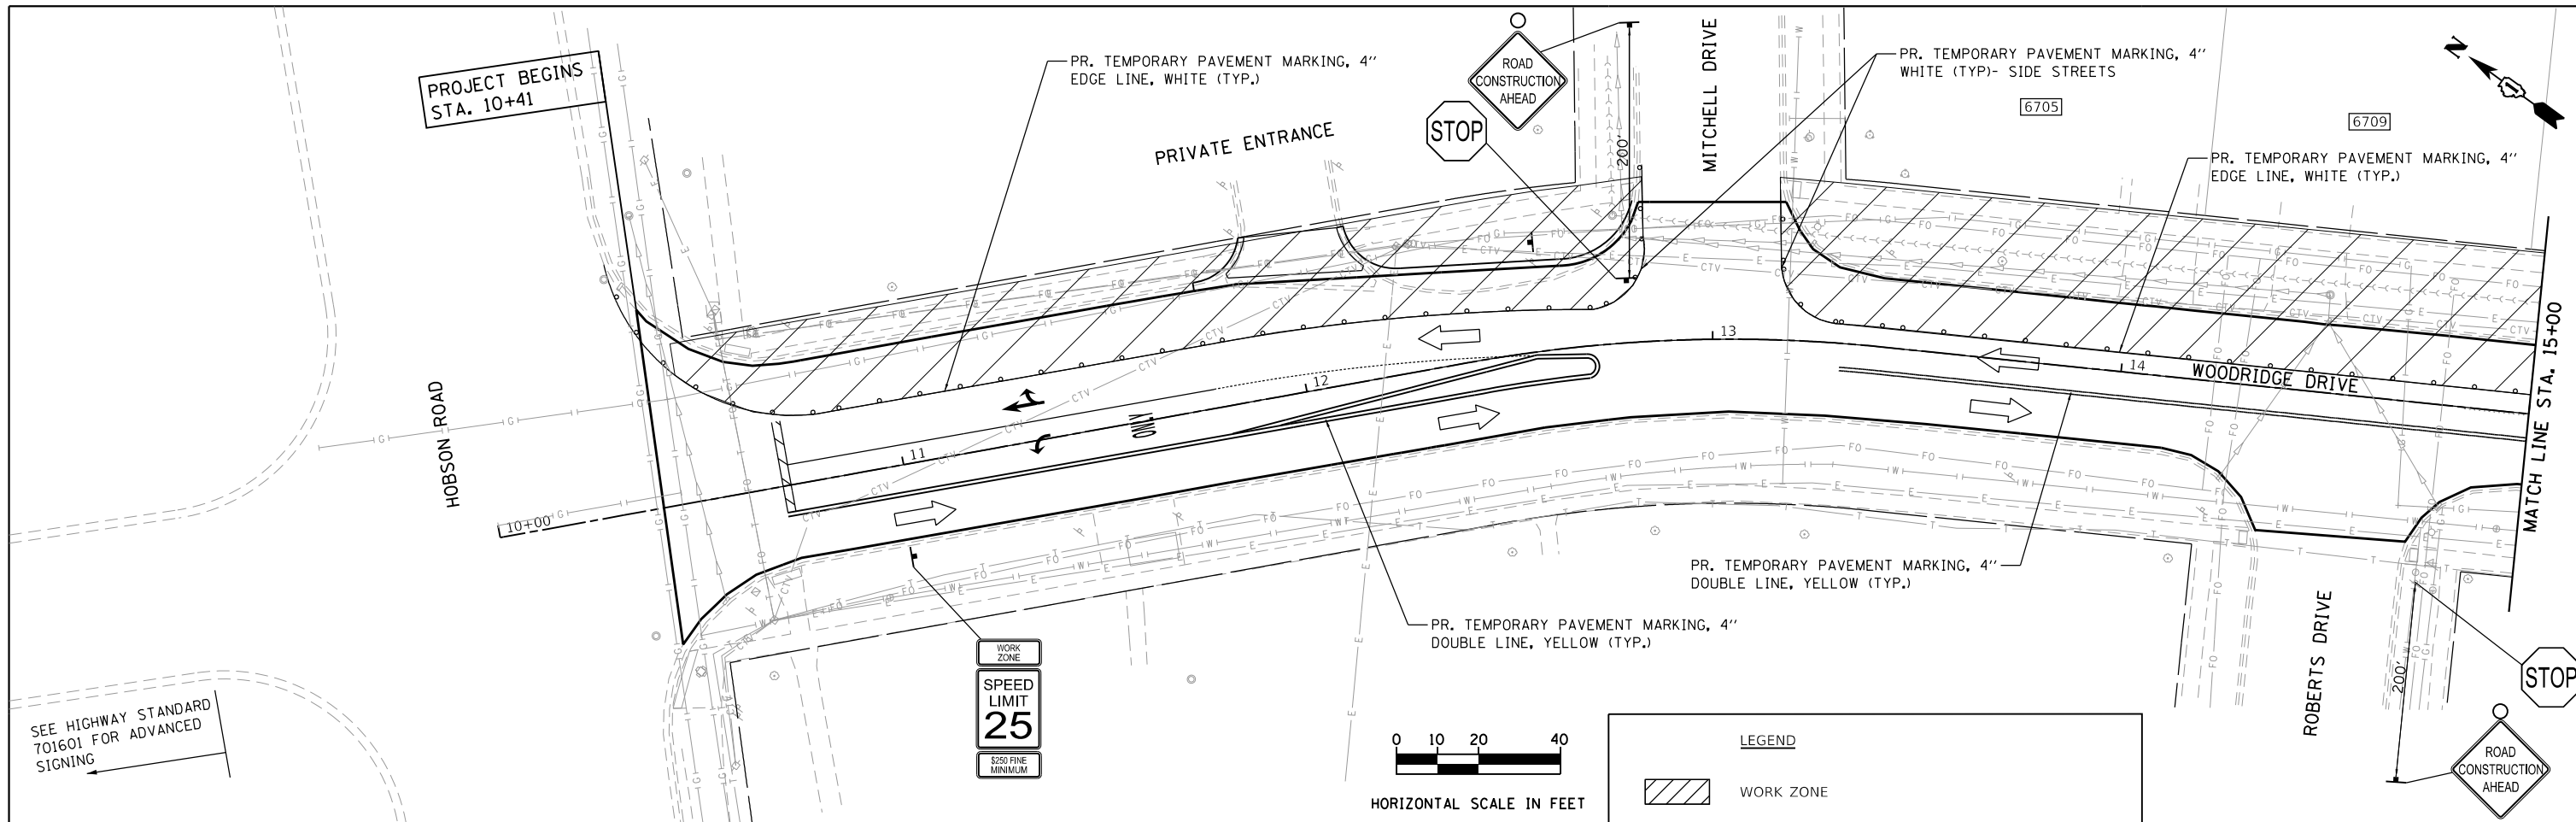 PROJECT BEGINS
STA. 10+41
PR. TEMPORARY PAVEMENT MARKING, 4''
EDGE LINE, WHITE (TYP.)
PRIVATE ENTRANCE
ROAD
CONSTRUCTION
AHEAD
STOP
200'
MITCHELL DRIVE
PR. TEMPORARY PAVEMENT MARKING, 4''
WHITE (TYP)- SIDE STREETS
6705
6709
N
PR. TEMPORARY PAVEMENT MARKING, 4''
EDGE LINE, WHITE (TYP.)
HOBSON ROAD
10+00
11
12
13
14
ONLY
WOODRIDGE DRIVE
MATCH LINE STA. 15+00
PR. TEMPORARY PAVEMENT MARKING, 4''
DOUBLE LINE, YELLOW (TYP.)
PR. TEMPORARY PAVEMENT MARKING, 4''
DOUBLE LINE, YELLOW (TYP.)
WORK
ZONE
SPEED
LIMIT
25
$250 FINE
MINIMUM
SEE HIGHWAY STANDARD
701601 FOR ADVANCED
SIGNING
0 10 20 40
HORIZONTAL SCALE IN FEET
LEGEND
WORK ZONE
ROBERTS DRIVE
200'
STOP
ROAD
CONSTRUCTION
AHEAD